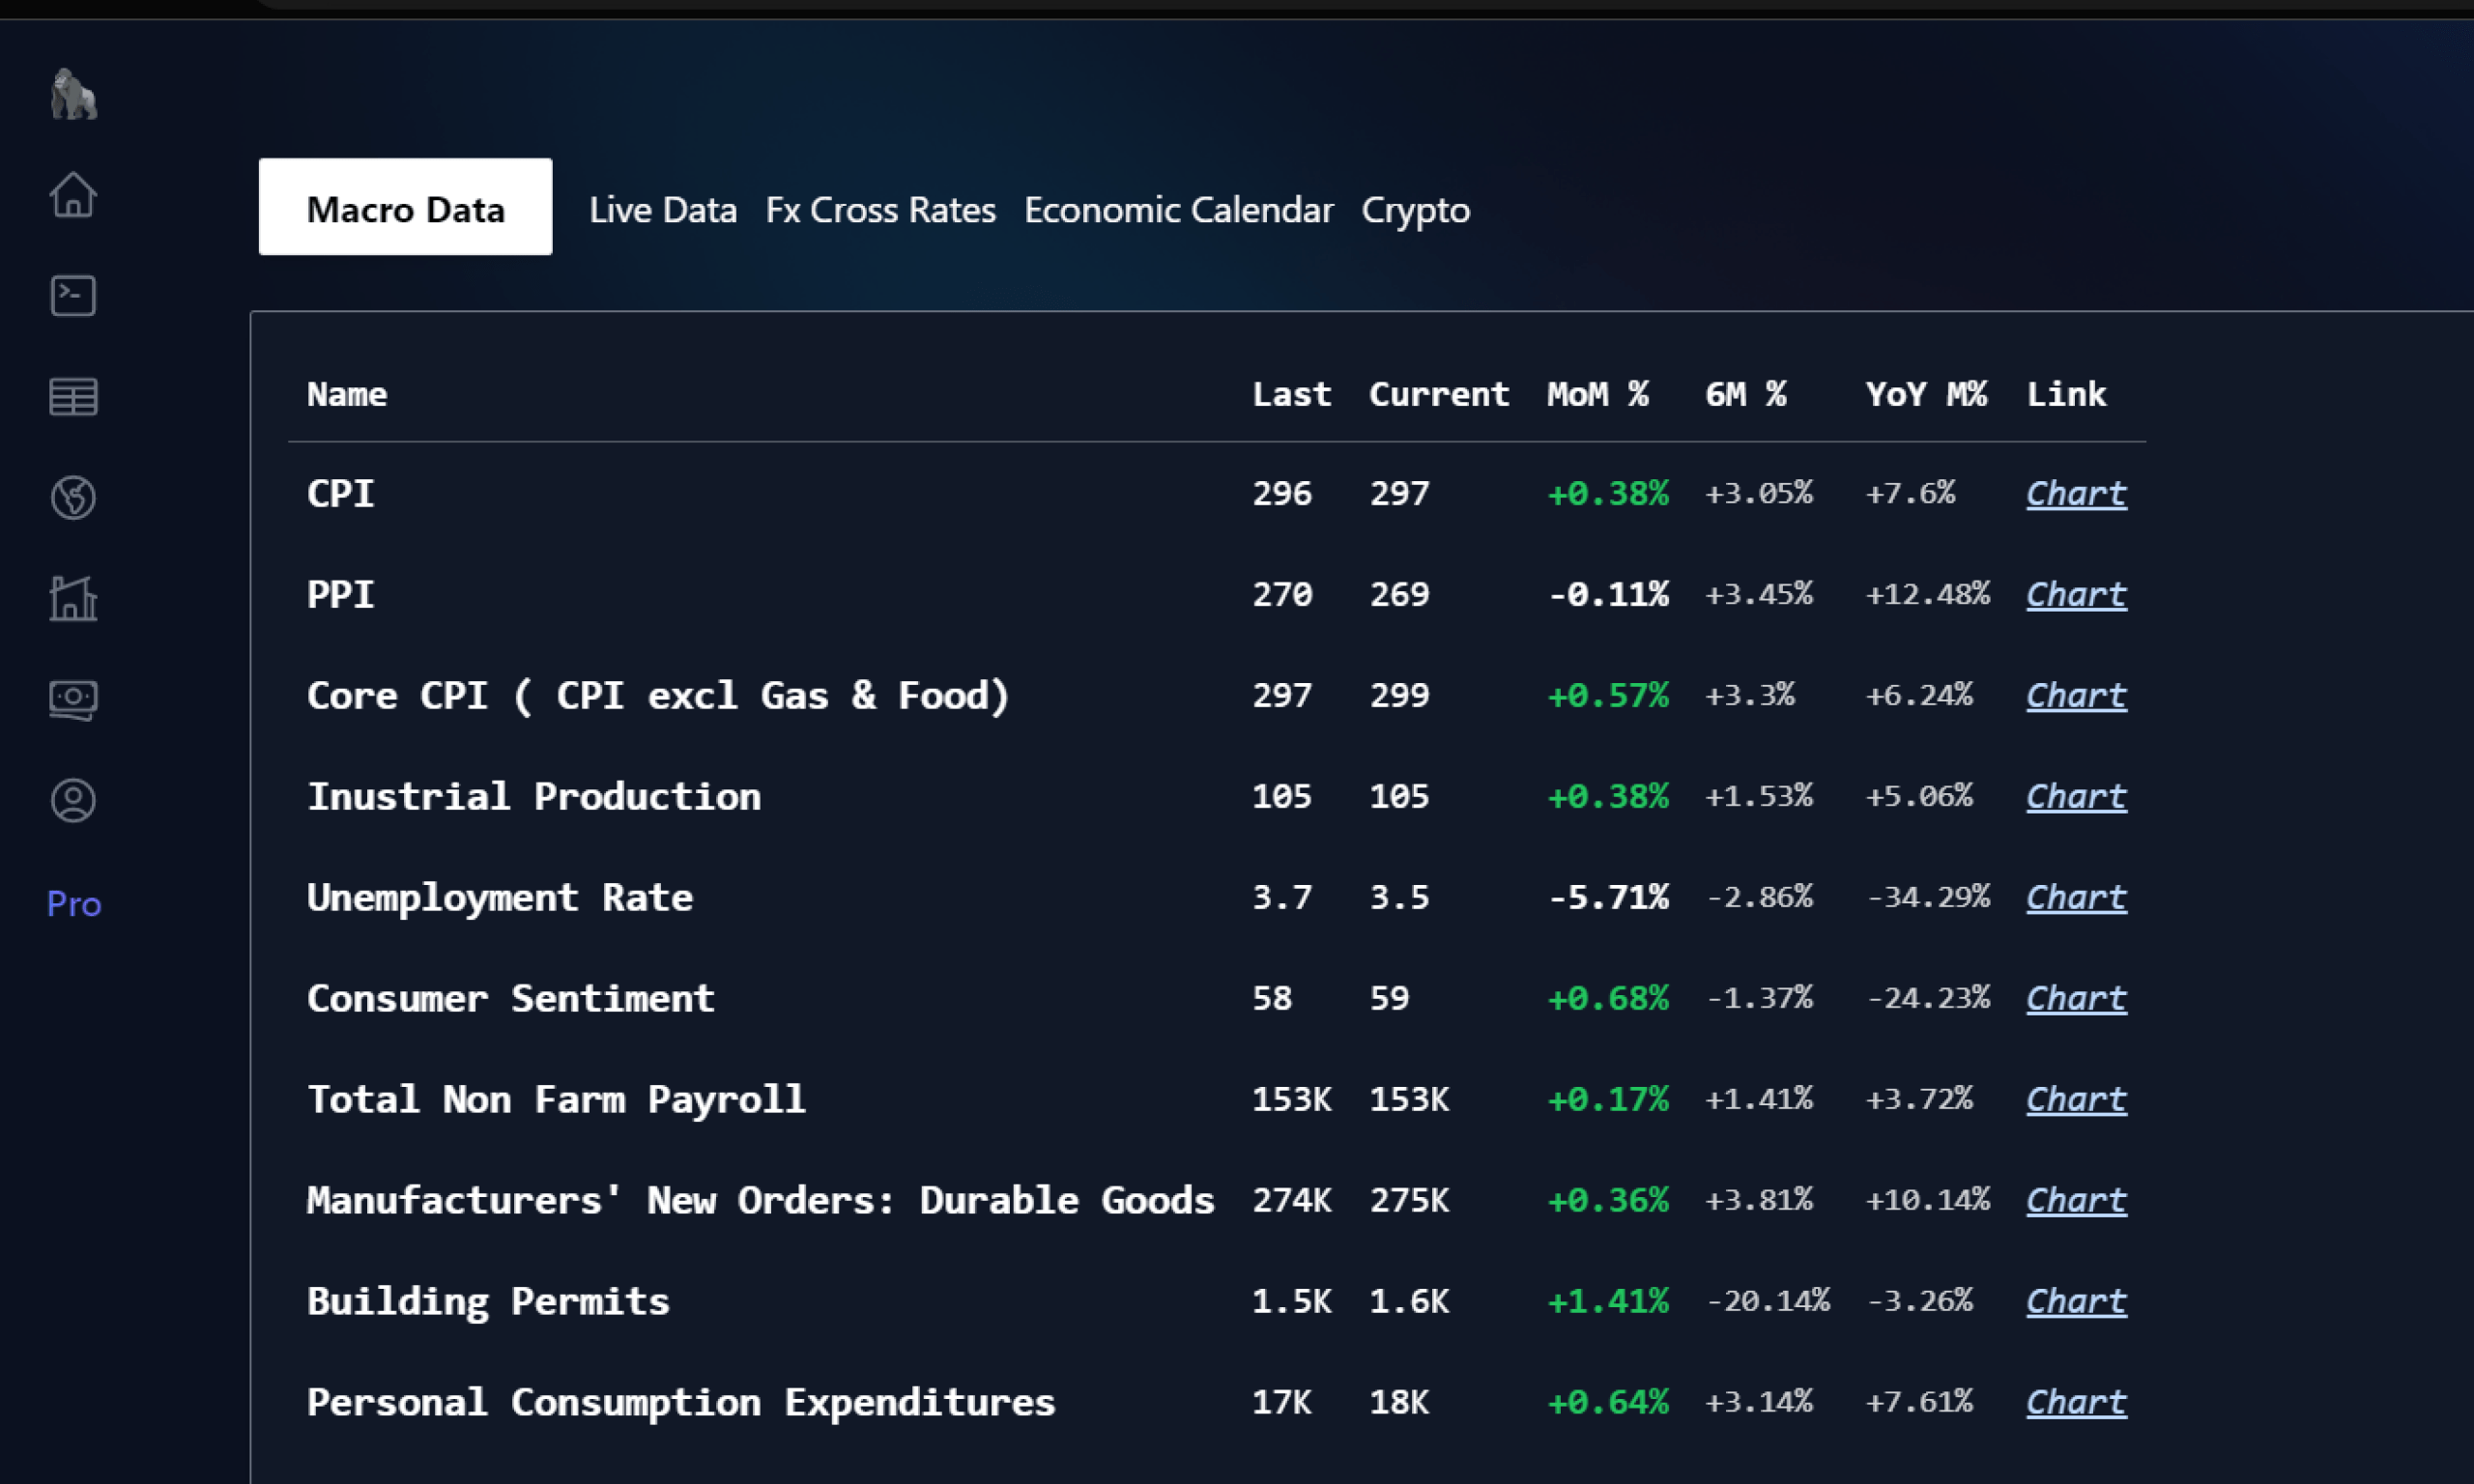 Macro Data Live Data Fx Cross Rates Economic Calendar Crypto
Name Last Current MoM % 6M % YoY M% Link
CPI 296 297 +0.38% +3.05% +7.6% Chart
PPI 270 269 -0.11% +3.45% +12.48% Chart
Core CPI ( CPI excl Gas & Food) 297 299 +0.57% +3.3% +6.24% Chart
Inustrial Production 105 105 +0.38% +1.53% +5.06% Chart
Unemployment Rate 3.7 3.5 -5.71% -2.86% -34.29% Chart
Pro
Consumer Sentiment 58 59 +0.68% -1.37% -24.23% Chart
Total Non Farm Payroll 153K 153K +0.17% +1.41% +3.72% Chart
Manufacturers' New Orders: Durable Goods 274K 275K +0.36% +3.81% +10.14% Chart
Building Permits 1.5K 1.6K +1.41% -20.14% -3.26% Chart
Personal Consumption Expenditures 17K 18K +0.64% +3.14% +7.61% Chart